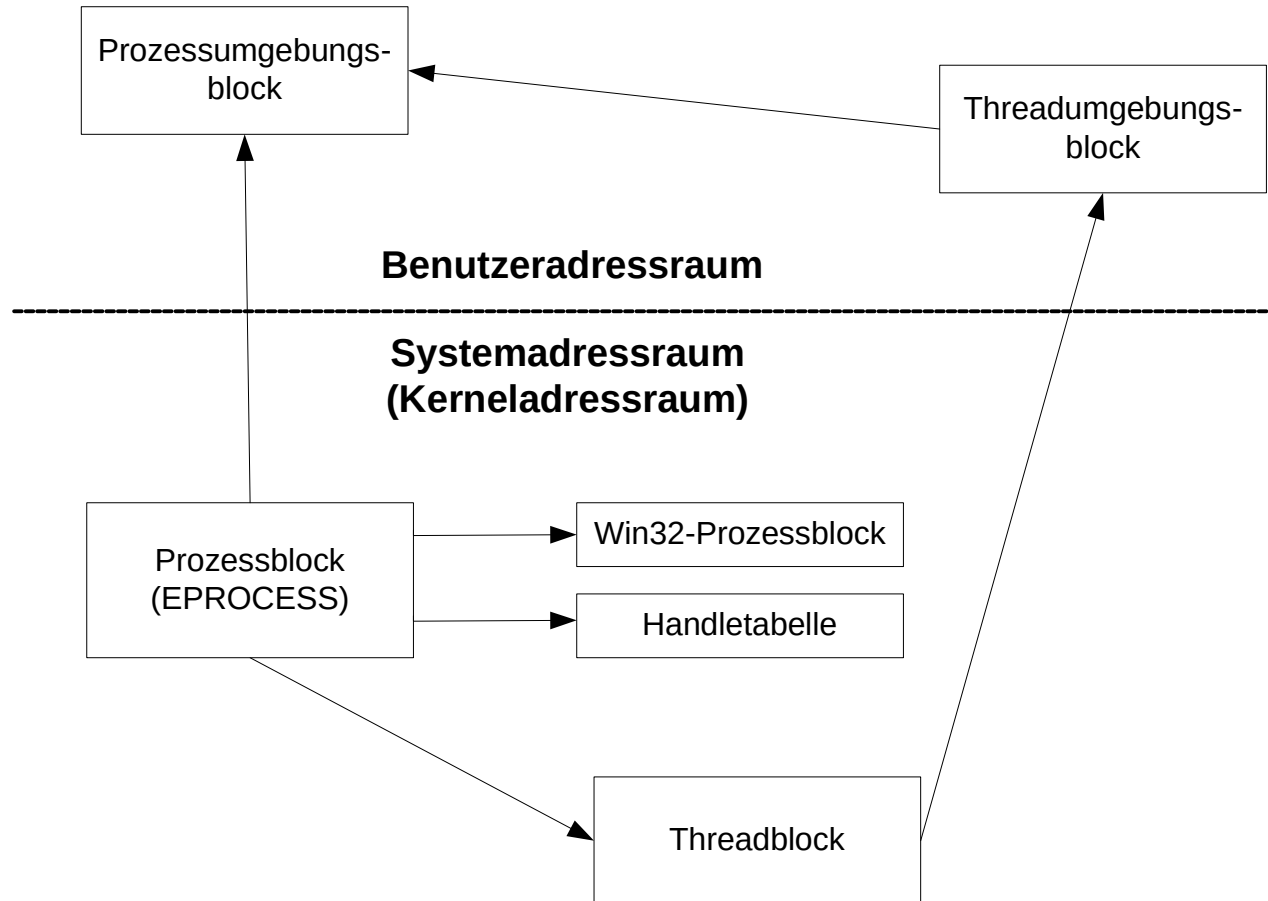 Prozessumgebungs-
block
Threadumgebungs-
block
Benutzeradressraum
Systemadressraum
(Kerneladressraum)
Prozessblock
(EPROCESS)
Win32-Prozessblock
Handletabelle
Threadblock